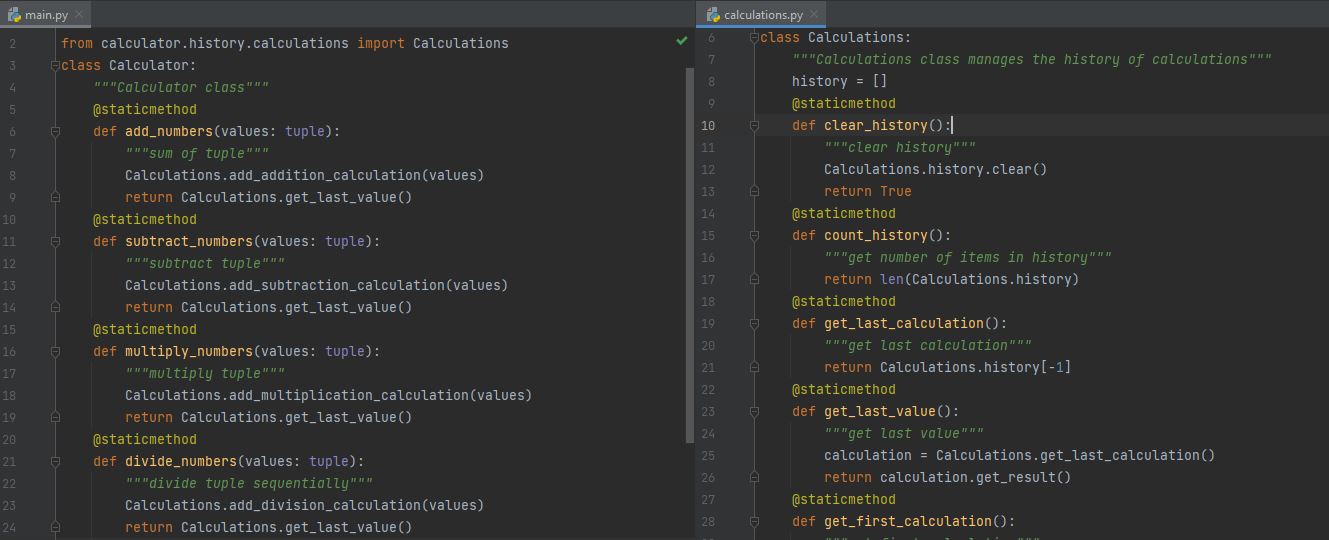 main.py
2 from calculator.history.calculations import Calculations
3 class Calculator:
4 """Calculator class"""
5 @staticmethod
6 def add_numbers(values: tuple):
7 """sum of tuple"""
8 Calculations.add_addition_calculation(values)
9 return Calculations.get_last_value()
10 @staticmethod
11 def subtract_numbers(values: tuple):
12 """subtract tuple"""
13 Calculations.add_subtraction_calculation(values)
14 return Calculations.get_last_value()
15 @staticmethod
16 def multiply_numbers(values: tuple):
17 """multiply tuple"""
18 Calculations.add_multiplication_calculation(values)
19 return Calculations.get_last_value()
20 @staticmethod
21 def divide_numbers(values: tuple):
22 """divide tuple sequentially"""
23 Calculations.add_division_calculation(values)
24 return Calculations.get_last_value()
calculations.py
6 class Calculations:
7 """Calculations class manages the history of calculations"""
8 history = []
9 @staticmethod
10 def clear_history():
11 """clear history"""
12 Calculations.history.clear()
13 return True
14 @staticmethod
15 def count_history():
16 """get number of items in history"""
17 return len(Calculations.history)
18 @staticmethod
19 def get_last_calculation():
20 """get last calculation"""
21 return Calculations.history[-1]
22 @staticmethod
23 def get_last_value():
24 """get last value"""
25 calculation = Calculations.get_last_calculation()
26 return calculation.get_result()
27 @staticmethod
28 def get_first_calculation():